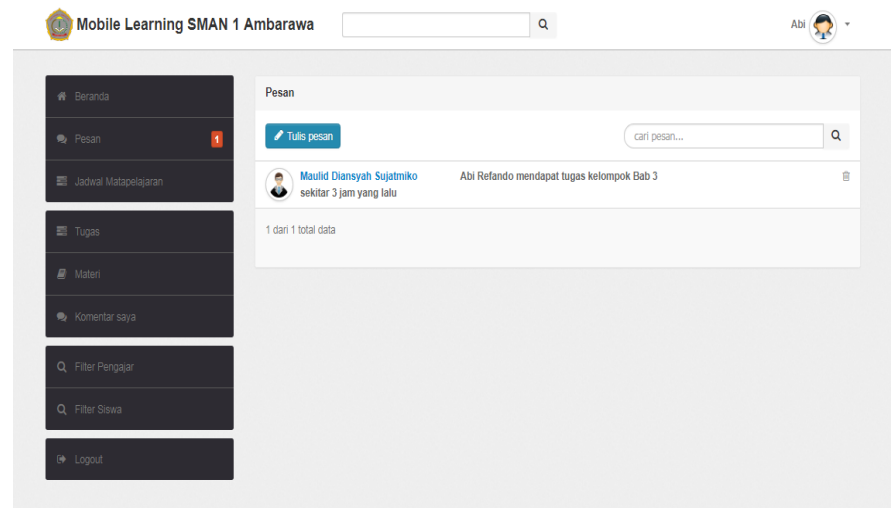 Mobile Learning SMAN 1 Ambarawa
Abi
Beranda
Pesan 1
Jadwal Matapelajaran
Tugas
Materi
Komentar saya
Filter Pengajar
Filter Siswa
Logout
Pesan
Tulis pesan
cari pesan...
Maulid Diansyah Sujatmiko Abi Refando mendapat tugas kelompok Bab 3
sekitar 3 jam yang lalu
1 dari 1 total data